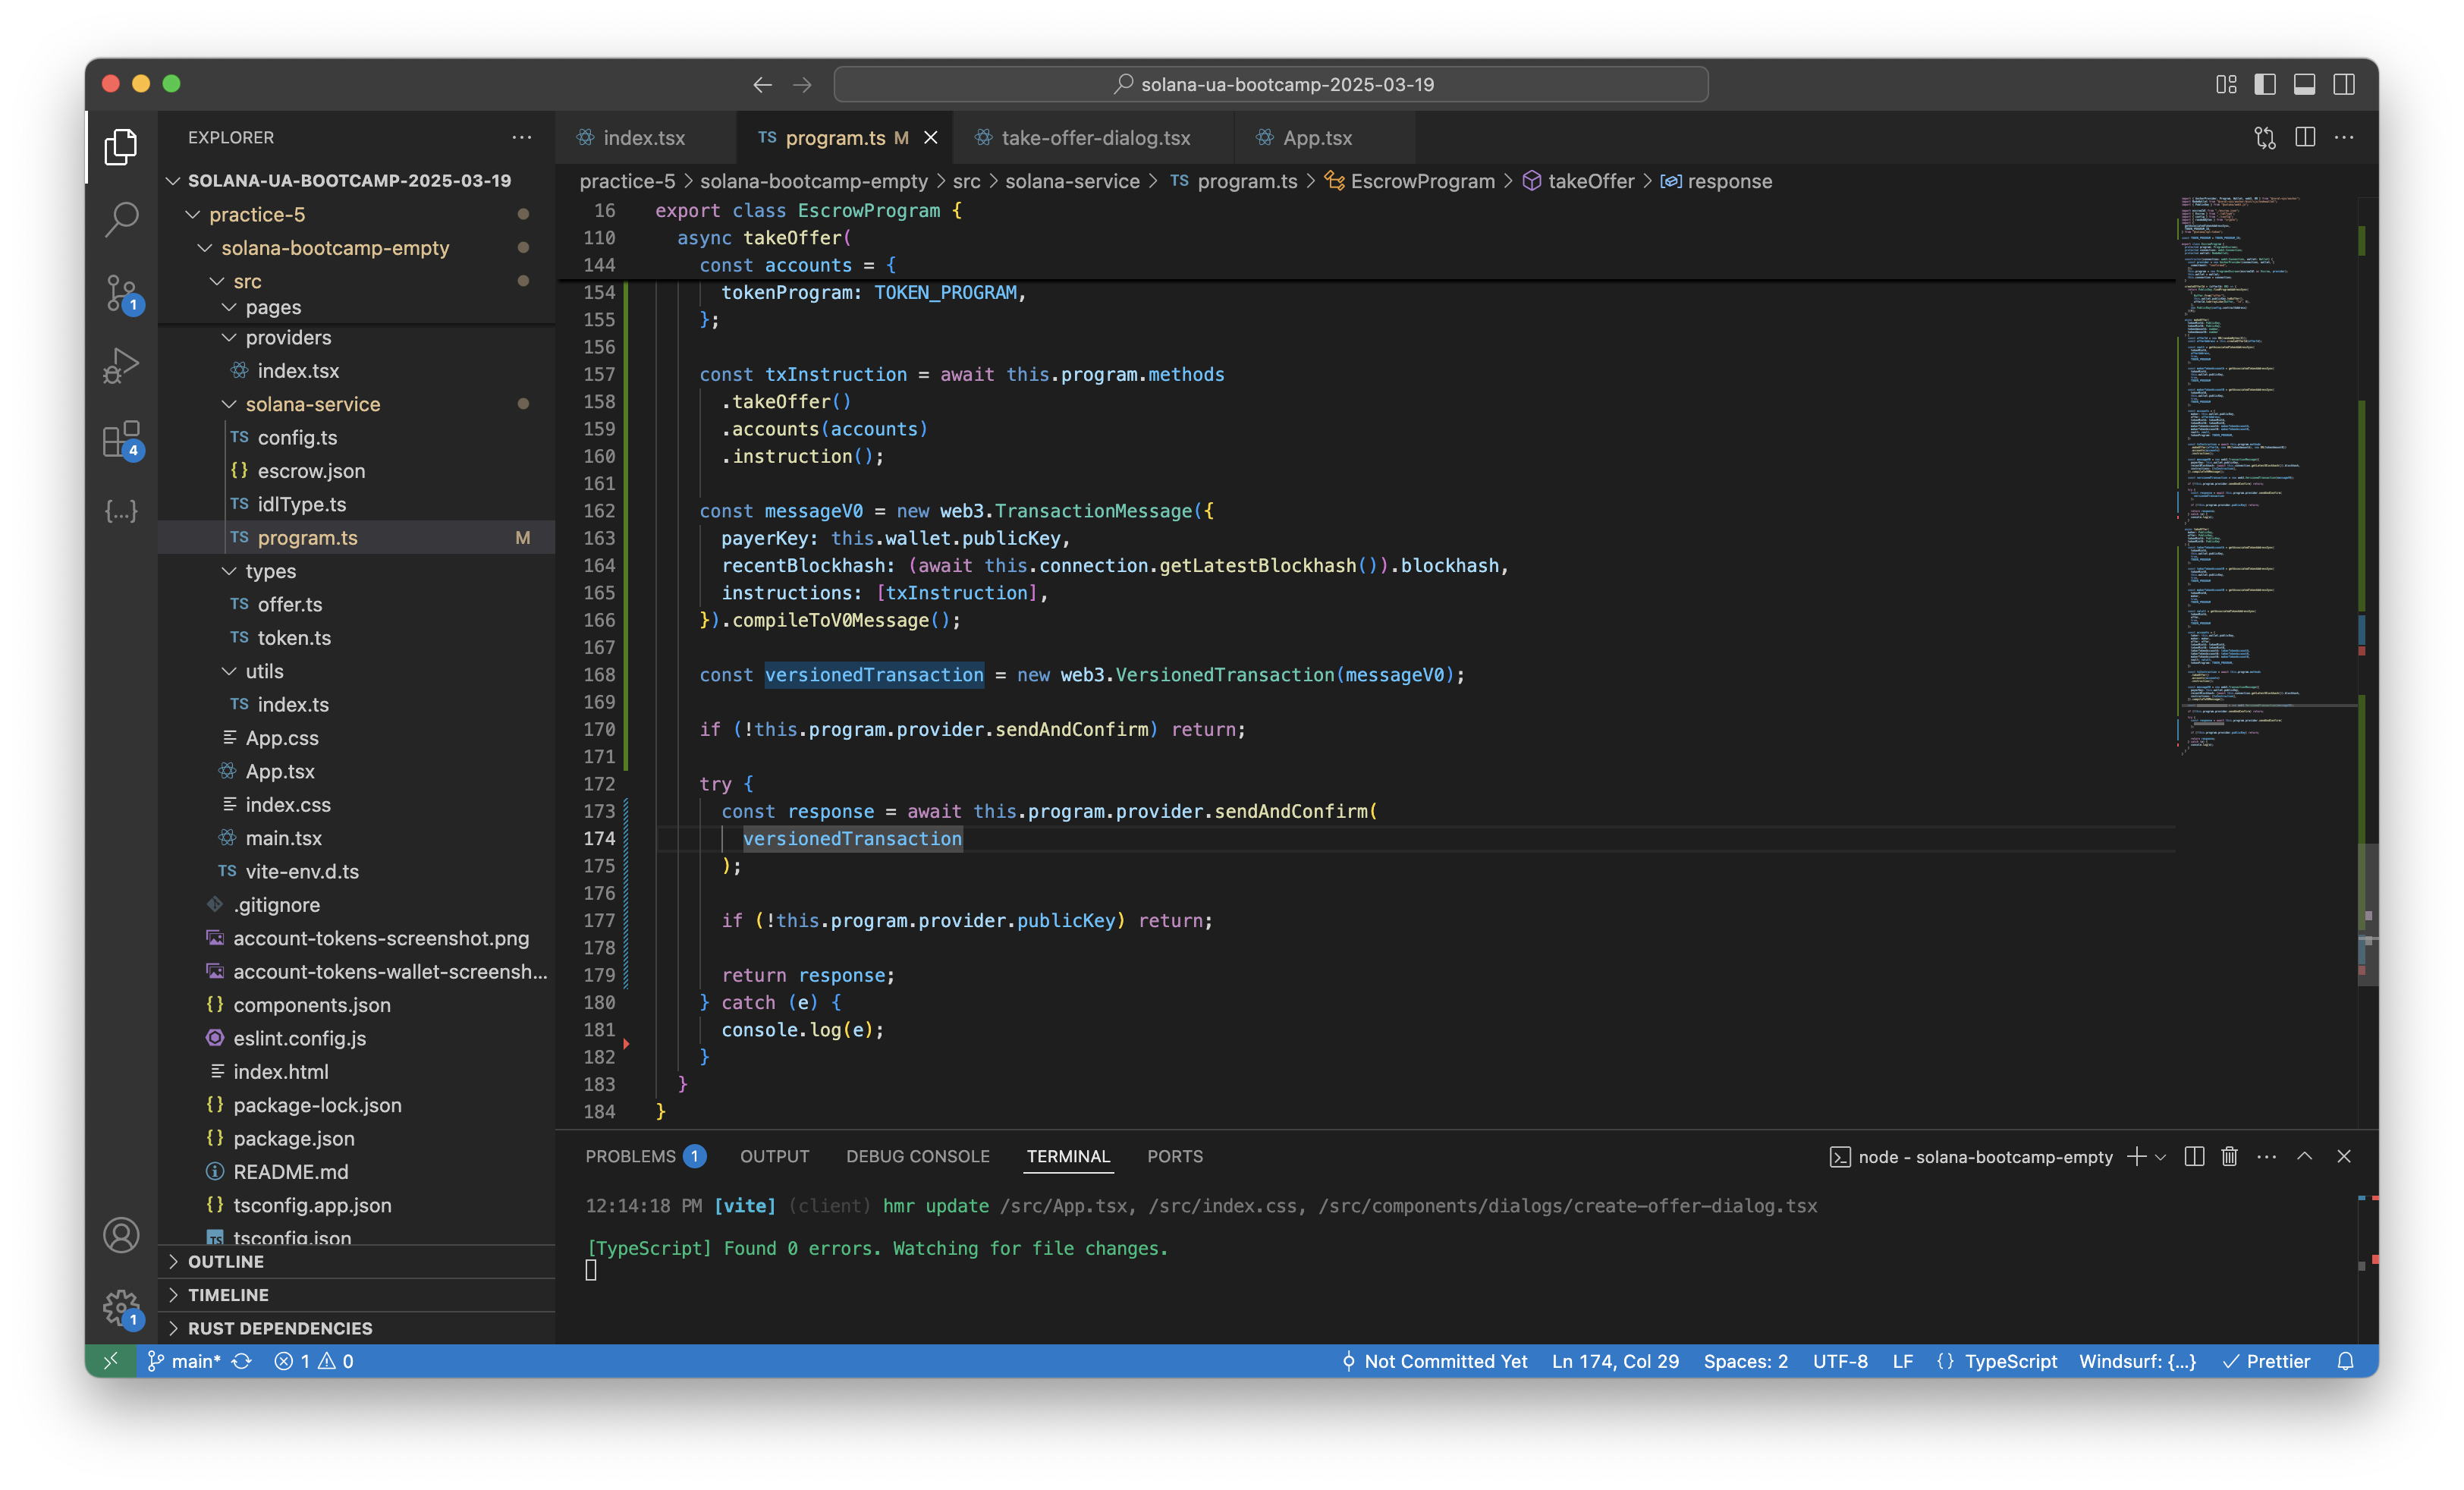 solana-ua-bootcamp-2025-03-19
EXPLORER
SOLANA-UA-BOOTCAMP-2025-03-19
practice-5
solana-bootcamp-empty
src
pages
providers
index.tsx
solana-service
config.ts
escrow.json
idlType.ts
program.ts M
types
offer.ts
token.ts
utils
index.ts
App.css
App.tsx
index.css
main.tsx
vite-env.d.ts
.gitignore
account-tokens-screenshot.png
account-tokens-wallet-screensh...
components.json
eslint.config.js
index.html
package-lock.json
package.json
README.md
tsconfig.app.json
tsconfig.json
OUTLINE
TIMELINE
RUST DEPENDENCIES
1
4
1
index.tsx TS program.ts M take-offer-dialog.tsx App.tsx
practice-5 > solana-bootcamp-empty > src > solana-service > TS program.ts > EscrowProgram > takeOffer > response
16 export class EscrowProgram {
110 async takeOffer(
144 const accounts = {
154 tokenProgram: TOKEN_PROGRAM,
155 };
156
157 const txInstruction = await this.program.methods
158 .takeOffer()
159 .accounts(accounts)
160 .instruction();
161
162 const messageV0 = new web3.TransactionMessage({
163 payerKey: this.wallet.publicKey,
164 recentBlockhash: (await this.connection.getLatestBlockhash()).blockhash,
165 instructions: [txInstruction],
166 }).compileToV0Message();
167
168 const versionedTransaction = new web3.VersionedTransaction(messageV0);
169
170 if (!this.program.provider.sendAndConfirm) return;
171
172 try {
173 const response = await this.program.provider.sendAndConfirm(
174 versionedTransaction
175 );
176
177 if (!this.program.provider.publicKey) return;
178
179 return response;
180 } catch (e) {
181 console.log(e);
182 }
183 }
184 }
PROBLEMS 1 OUTPUT DEBUG CONSOLE TERMINAL PORTS node - solana-bootcamp-empty
12:14:18 PM [vite] (client) hmr update /src/App.tsx, /src/index.css, /src/components/dialogs/create-offer-dialog.tsx
[TypeScript] Found 0 errors. Watching for file changes.
main* 1 0 Not Committed Yet Ln 174, Col 29 Spaces: 2 UTF-8 LF {} TypeScript Windsurf: {...} Prettier